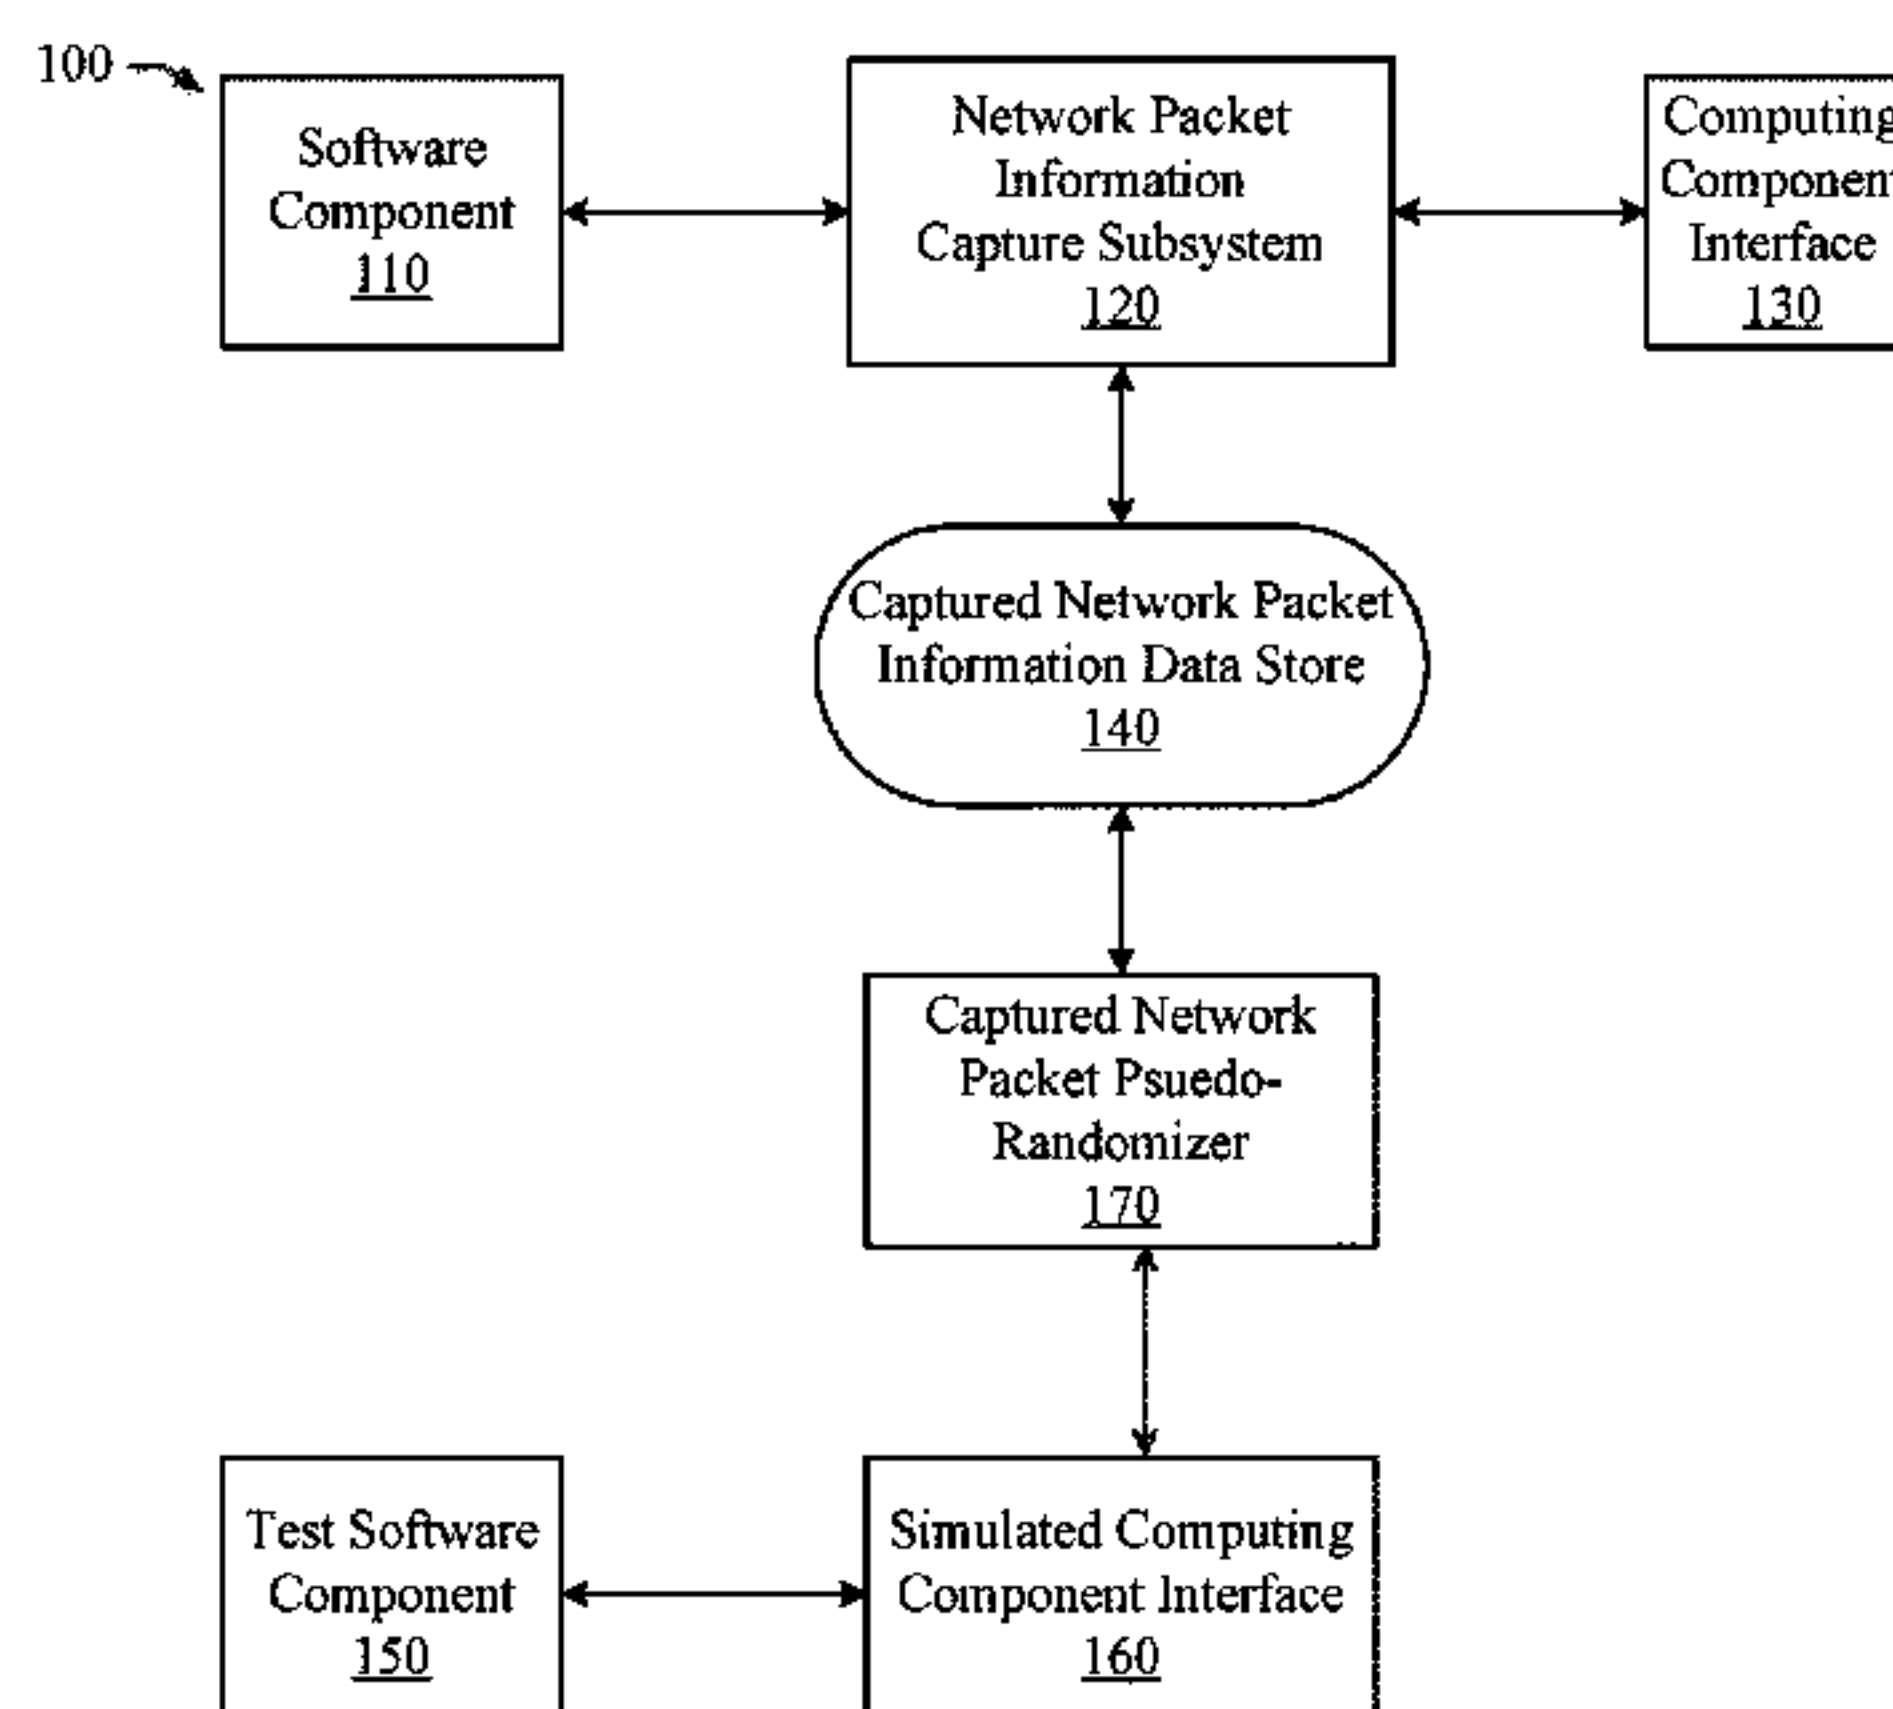 100
Software
Component
110
Network Packet
Information
Capture Subsystem
120
Computing
Component
Interface
130
Captured Network Packet
Information Data Store
140
Captured Network
Packet Psuedo-
Randomizer
170
Test Software
Component
150
Simulated Computing
Component Interface
160